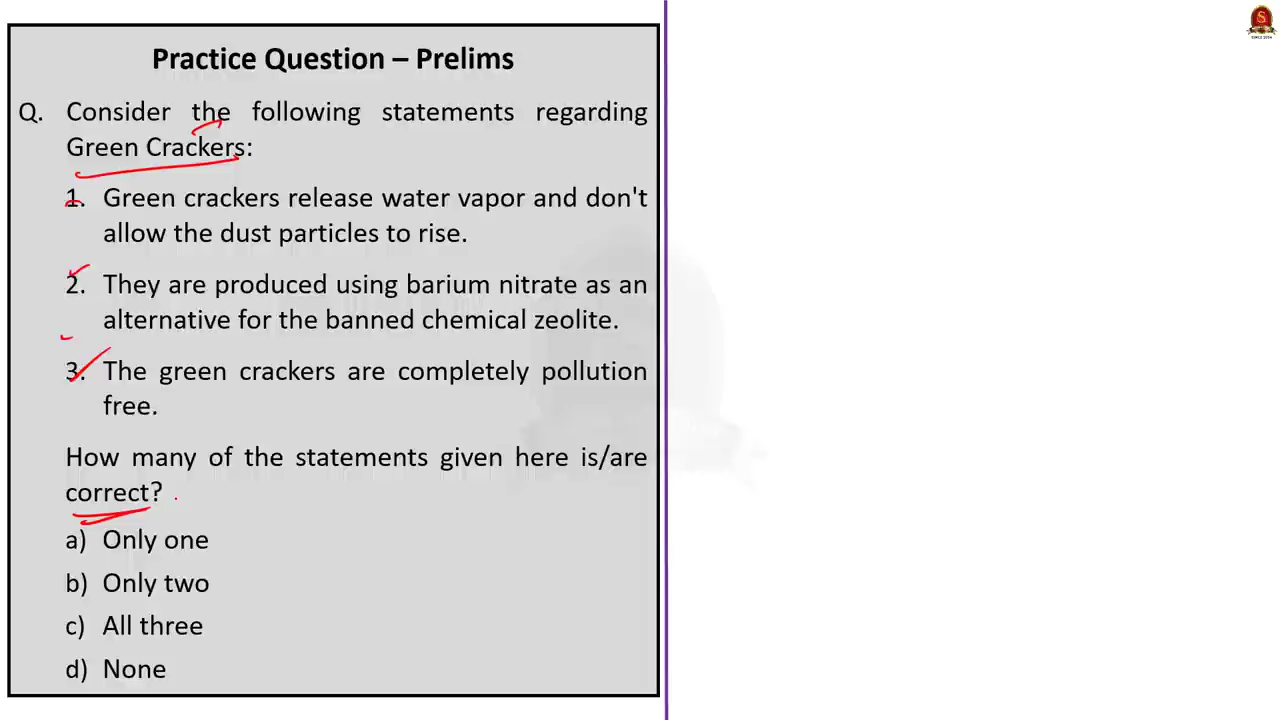 Practice Question – Prelims
Q. Consider the following statements regarding
Green Crackers:
1. Green crackers release water vapor and don't
allow the dust particles to rise.
2. They are produced using barium nitrate as an
alternative for the banned chemical zeolite.
3. The green crackers are completely pollution
free.
How many of the statements given here is/are
correct?
a) Only one
b) Only two
c) All three
d) None